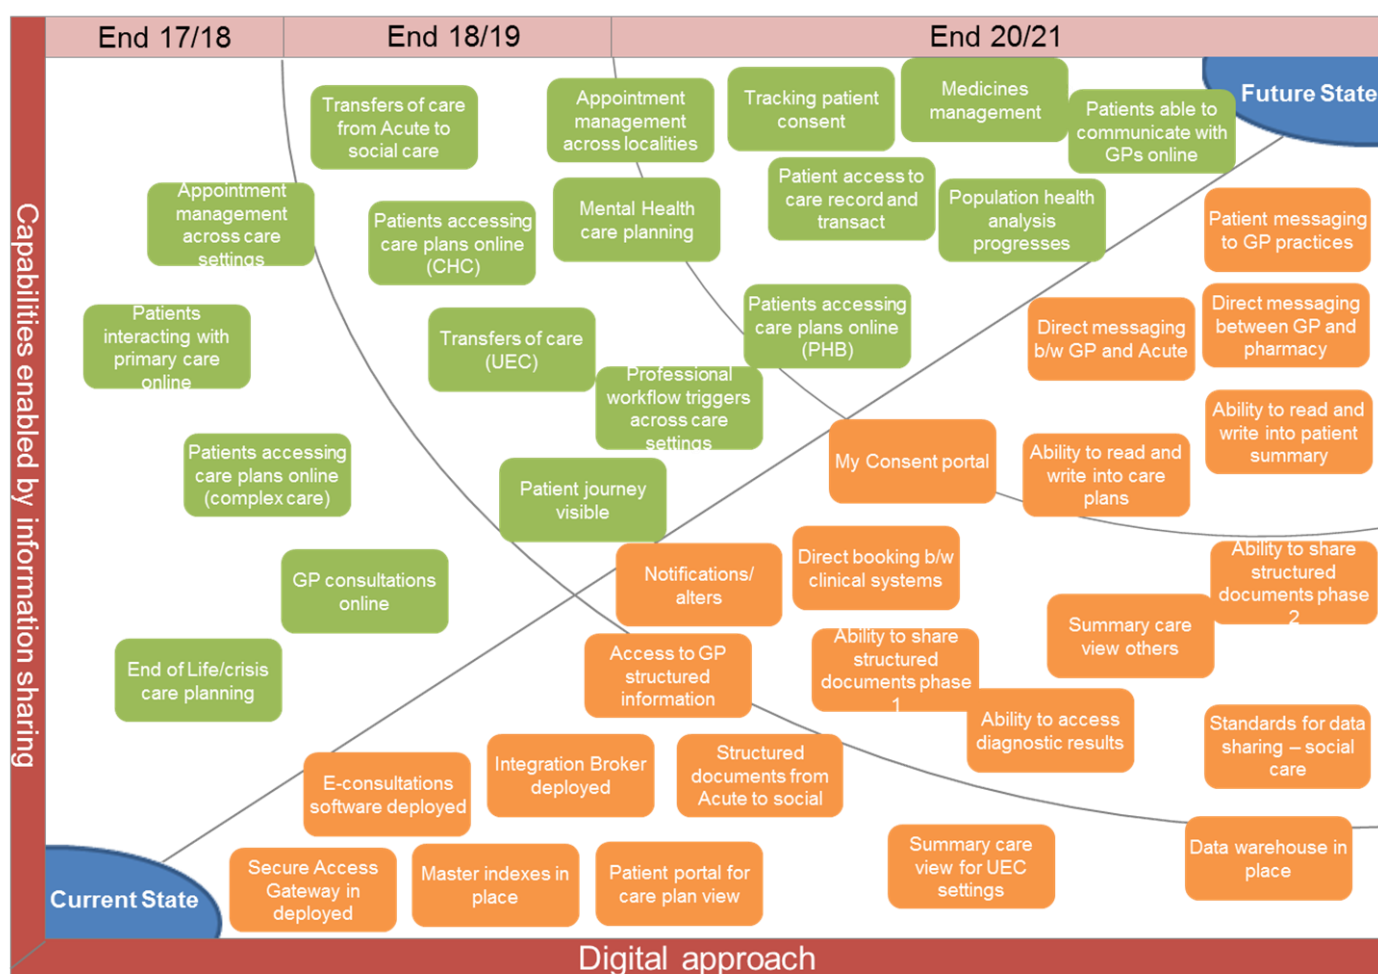 End 17/18
End 18/19
End 20/21
Future State
Transfers of care
from Acute to
social care
Appointment
management
across localities
Tracking patient
consent
Medicines
management
Patients able to
communicate with
GPs online
Appointment
management
across care
settings
Patients accessing
care plans online
(CHC)
Mental Health
care planning
Patient access to
care record and
transact
Population health
analysis
progresses
Patient messaging
to GP practices
Patients
interacting with
primary care
online
Transfers of care
(UEC)
Patients accessing
care plans online
(PHB)
Direct messaging
b/w GP and Acute
Direct messaging
between GP and
pharmacy
Professional
workflow triggers
across care
settings
Patients accessing
care plans online
(complex care)
Patient journey
visible
My Consent portal
Ability to read and
write into care
plans
Ability to read and
write into patient
summary
GP consultations
online
Notifications/
alters
Direct booking b/w
clinical systems
Ability to share
structured
documents phase
2
Summary care
view others
End of Life/crisis
care planning
Access to GP
structured
information
Ability to share
structured
documents phase
1
Ability to access
diagnostic results
Standards for data
sharing – social
care
E-consultations
software deployed
Integration Broker
deployed
Structured
documents from
Acute to social
Secure Access
Gateway in
deployed
Master indexes in
place
Patient portal for
care plan view
Summary care
view for UEC
settings
Data warehouse in
place
Current State
Capabilities enabled by information sharing
Digital approach